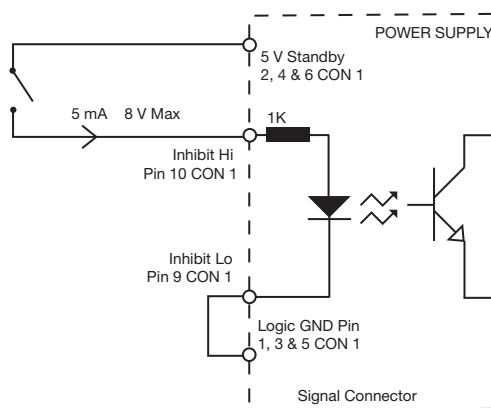 POWER SUPPLY
5 V Standby
2, 4 & 6 CON 1
5 mA 8 V Max
1K
Inhibit Hi
Pin 10 CON 1
Inhibit Lo
Pin 9 CON 1
Logic GND Pin
1, 3 & 5 CON 1
Signal Connector